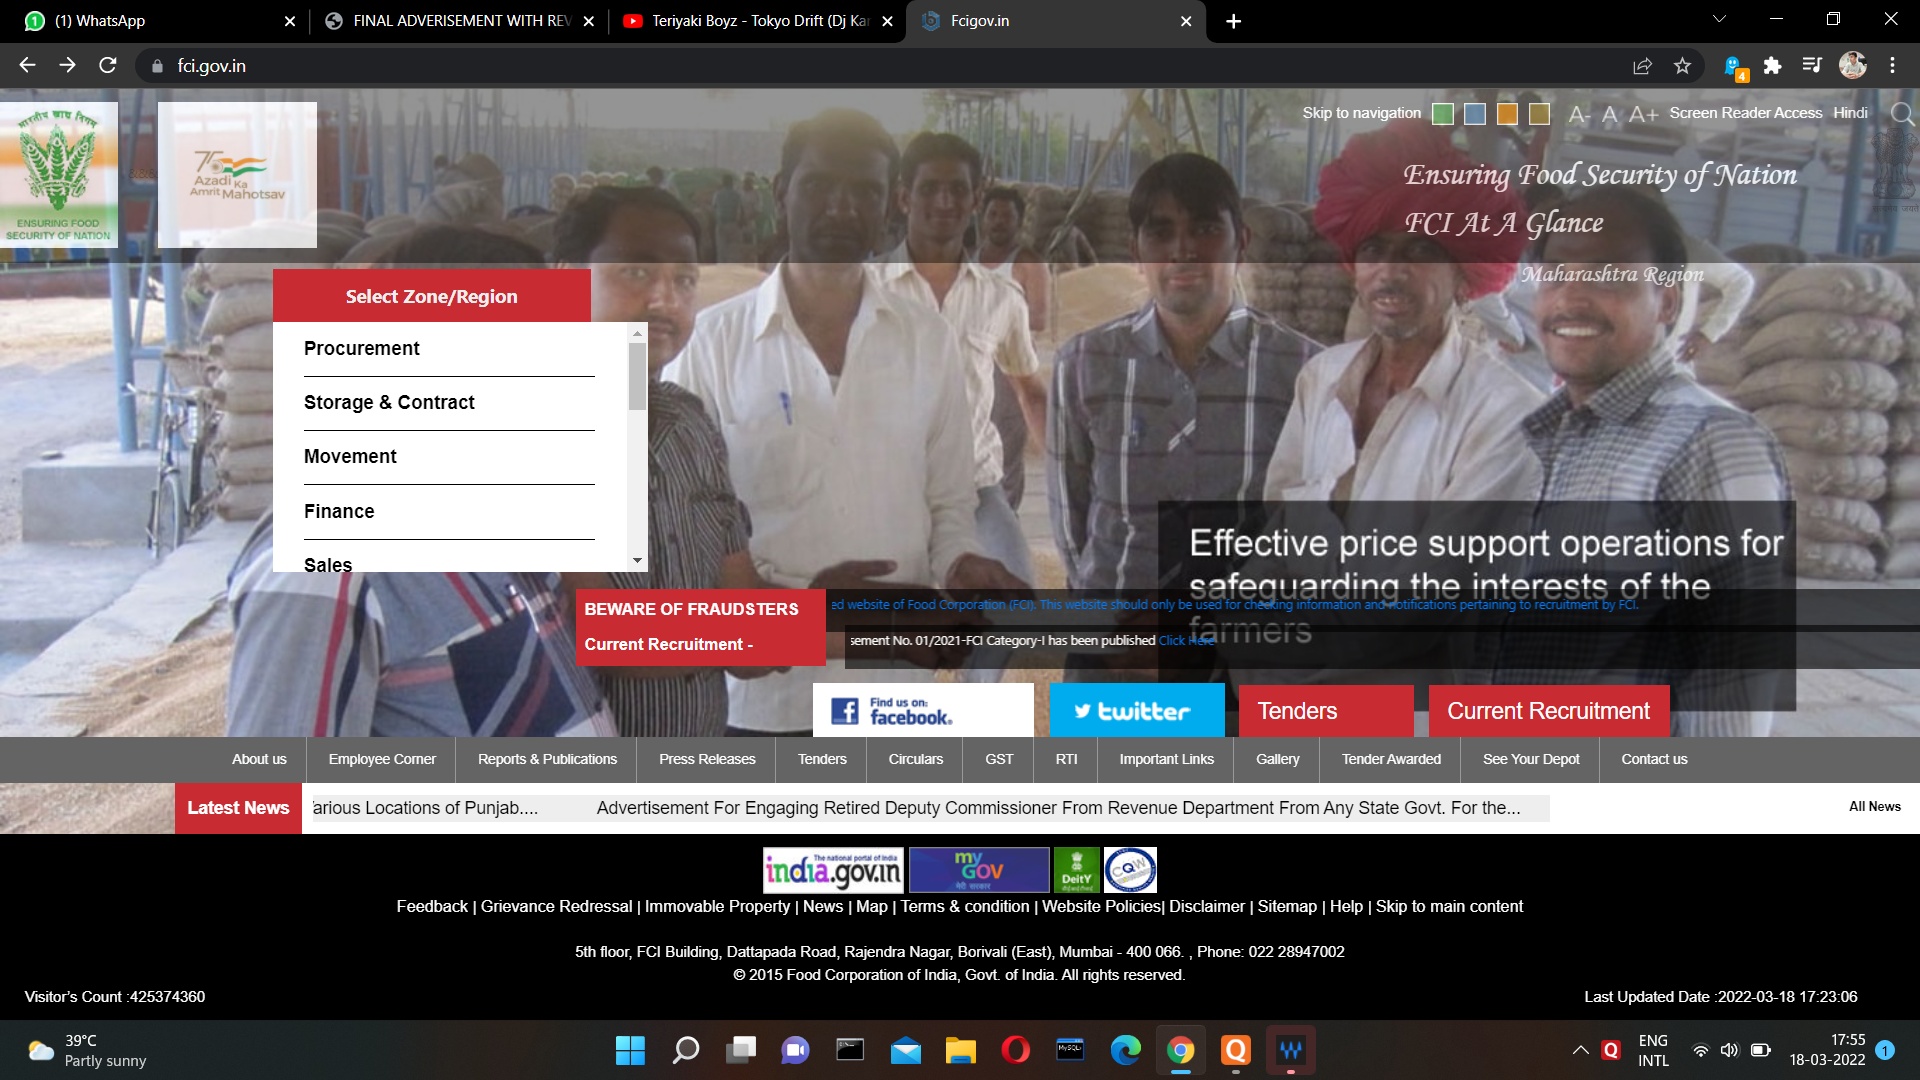 (1) WhatsApp
FINAL ADVERISEMENT WITH REV
Teriyaki Boyz - Tokyo Drift (Dj Kar
Fcigov.in
fci.gov.in
4
भारतीय खाद्य निगम
ENSURING FOOD
SECURITY OF NATION
75
Azadi Ka
Amrit Mahotsav
Skip to navigation
A- A A+ Screen Reader Access Hindi
Ensuring Food Security of Nation
FCI At A Glance
Maharashtra Region
Select Zone/Region
Procurement
Storage & Contract
Movement
Finance
Sales
Effective price support operations for
safeguarding the interests of the
farmers
BEWARE OF FRAUDSTERS
ed website of Food Corporation (FCI). This website should only be used for checking information and notifications pertaining to recruitment by FCI.
Current Recruitment -
sement No. 01/2021-FCI Category-I has been published Click Here
Find us on:
facebook.
twitter
Tenders
Current Recruitment
About us
Employee Corner
Reports & Publications
Press Releases
Tenders
Circulars
GST
RTI
Important Links
Gallery
Tender Awarded
See Your Depot
Contact us
Latest News
arious Locations of Punjab.... Advertisement For Engaging Retired Deputy Commissioner From Revenue Department From Any State Govt. For the...
All News
The national portal of India
india.gov.in
my
GOV
मेरी सरकार
DeitY
CQW
Feedback | Grievance Redressal | Immovable Property | News | Map | Terms & condition | Website Policies| Disclaimer | Sitemap | Help | Skip to main content
5th floor, FCI Building, Dattapada Road, Rajendra Nagar, Borivali (East), Mumbai - 400 066. , Phone: 022 28947002
© 2015 Food Corporation of India, Govt. of India. All rights reserved.
Visitor's Count :425374360
Last Updated Date :2022-03-18 17:23:06
39°C
Partly sunny
MySQL
ENG
INTL
17:55
18-03-2022
1